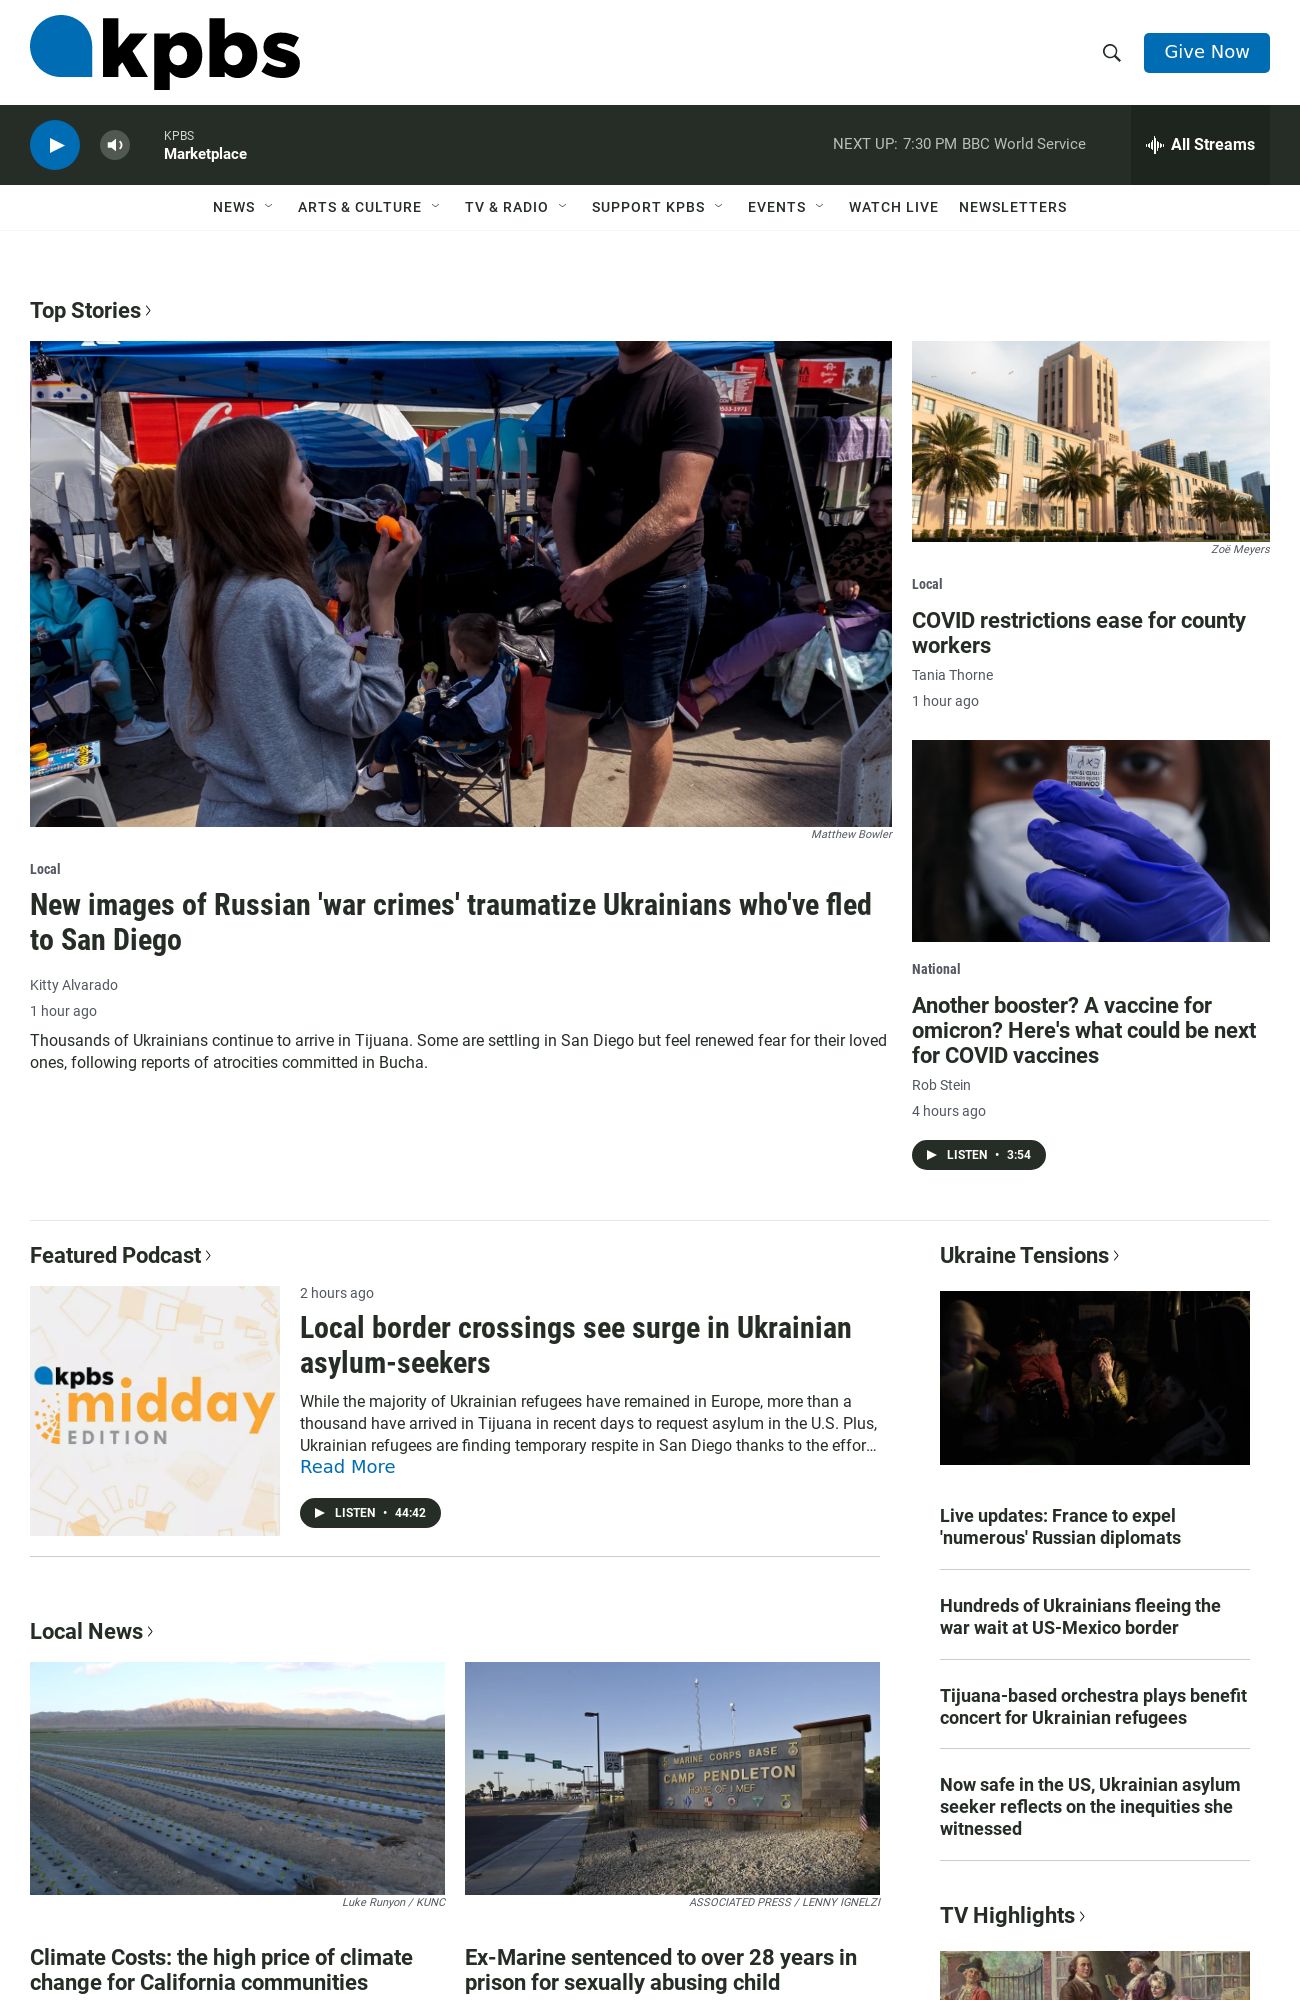 kpbs
Give Now
KPBS
Marketplace
NEXT UP: 7:30 PM BBC World Service
All Streams
NEWS
ARTS & CULTURE
TV & RADIO
SUPPORT KPBS
EVENTS
WATCH LIVE
NEWSLETTERS
Top Stories
Matthew Bowler
Local
New images of Russian 'war crimes' traumatize Ukrainians who've fled
to San Diego
Kitty Alvarado
1 hour ago
Thousands of Ukrainians continue to arrive in Tijuana. Some are settling in San Diego but feel renewed fear for their loved
ones, following reports of atrocities committed in Bucha.
Zoë Meyers
Local
COVID restrictions ease for county
workers
Tania Thorne
1 hour ago
National
Another booster? A vaccine for
omicron? Here's what could be next
for COVID vaccines
Rob Stein
4 hours ago
LISTEN • 3:54
Featured Podcast
kpbs
midday
EDITION
2 hours ago
Local border crossings see surge in Ukrainian
asylum-seekers
While the majority of Ukrainian refugees have remained in Europe, more than a
thousand have arrived in Tijuana in recent days to request asylum in the U.S. Plus,
Ukrainian refugees are finding temporary respite in San Diego thanks to the effor...
Read More
LISTEN • 44:42
Local News
Luke Runyon / KUNC
Climate Costs: the high price of climate
change for California communities
MARINE CORPS BASE
CAMP PENDLETON
HOME OF I MEF
25
ASSOCIATED PRESS / LENNY IGNELZI
Ex-Marine sentenced to over 28 years in
prison for sexually abusing child
Ukraine Tensions
Live updates: France to expel
'numerous' Russian diplomats
Hundreds of Ukrainians fleeing the
war wait at US-Mexico border
Tijuana-based orchestra plays benefit
concert for Ukrainian refugees
Now safe in the US, Ukrainian asylum
seeker reflects on the inequities she
witnessed
TV Highlights